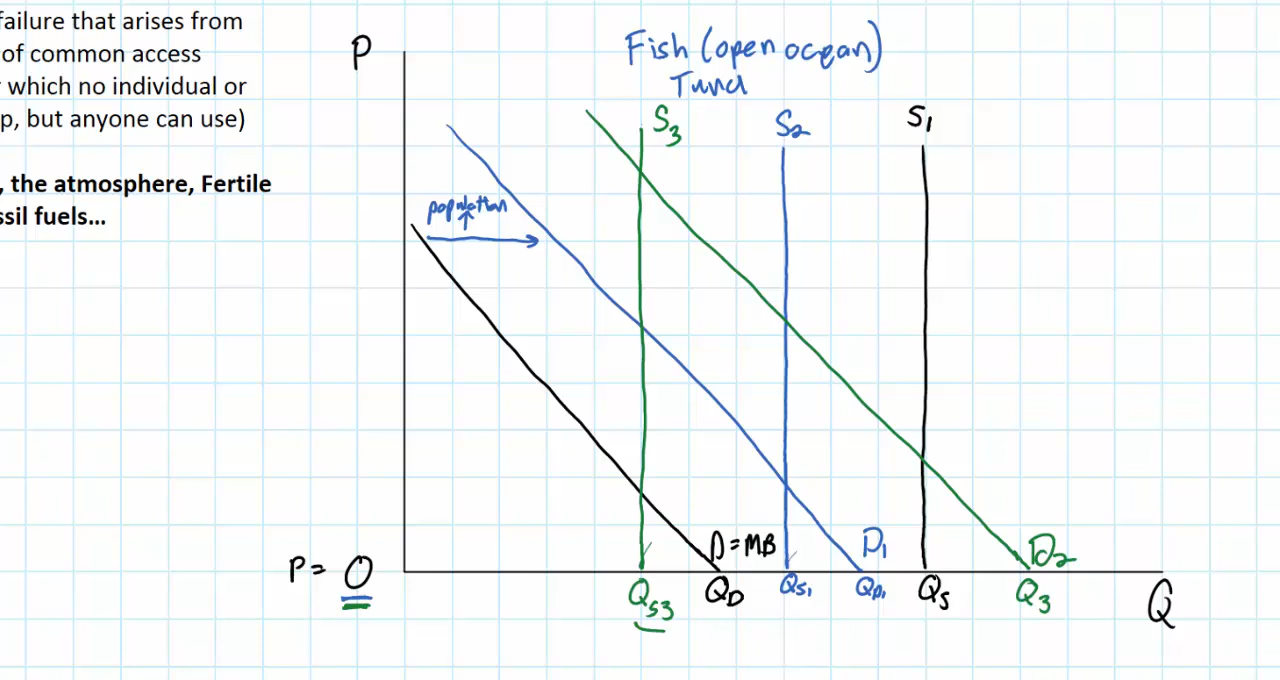 failure that arises from
of common access
which no individual or
p, but anyone can use)
, the atmosphere, Fertile
ssil fuels...
P
Fish (open ocean)
Tuna
S3
S2
S1
population ↑
D=MB
D1
D2
P= 0
QS3
QD
QS1
QD1
QS
Q3
Q